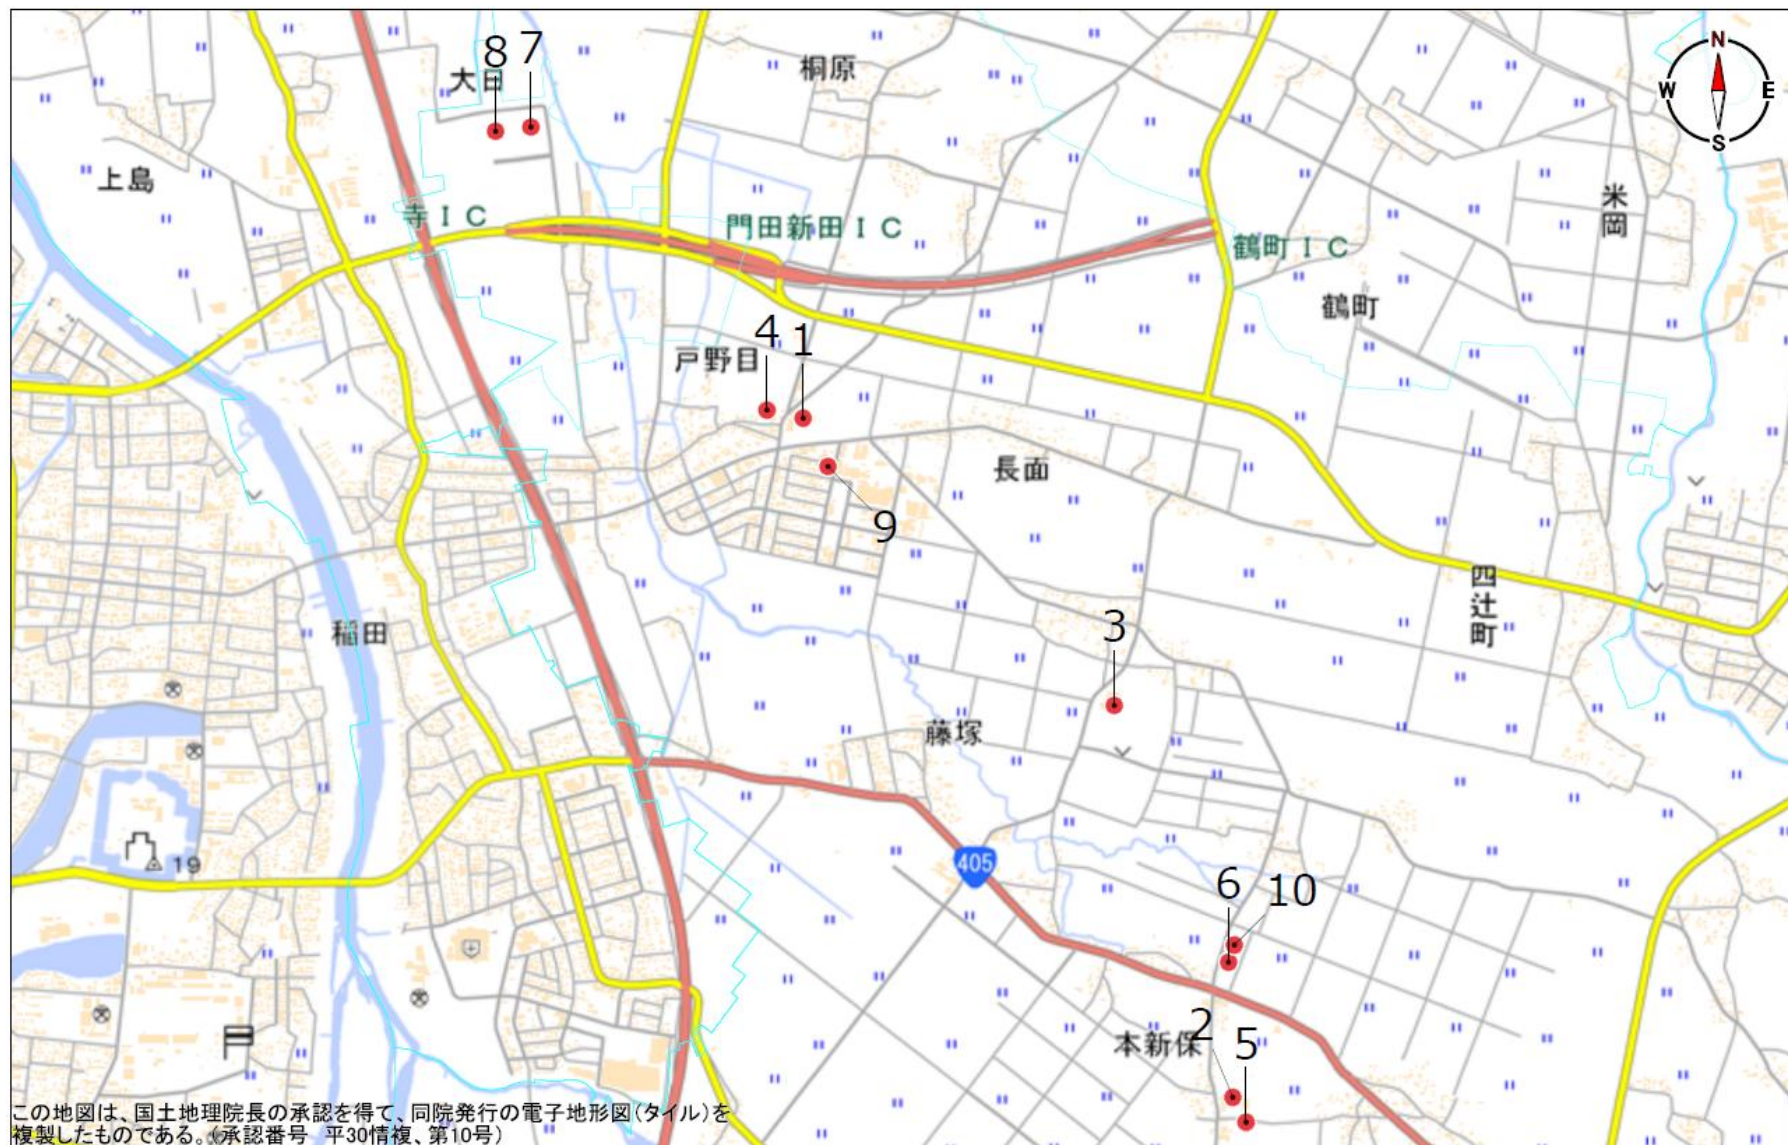 8
7
桐原
N
大日
W
E
S
上島
米岡
寺IC
門田新田IC
鶴町IC
鶴町
4
1
戸野目
長面
9
四辻町
稲田
3
藤塚
19
405
6
10
2
本新保
5
この地図は、国土地理院長の承認を得て、同院発行の電子地形図(タイル)を
複製したものである。(承認番号 平30情複、第10号)